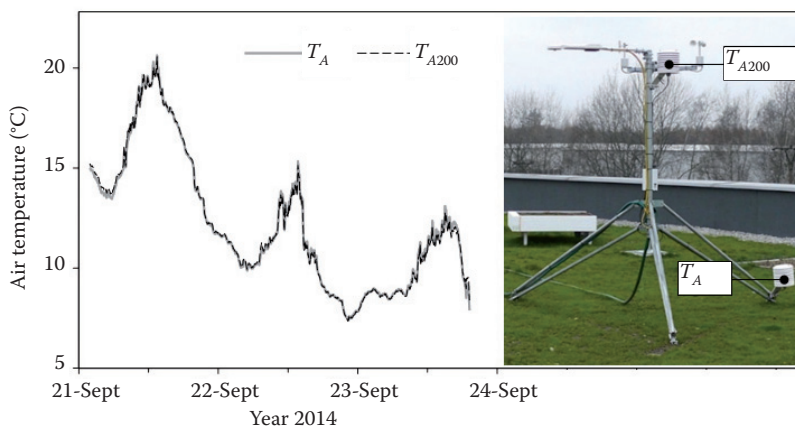 Air temperature (°C)
20
15
10
5
T_A
T_A200
21-Sept
22-Sept
23-Sept
24-Sept
Year 2014
T_A200
T_A